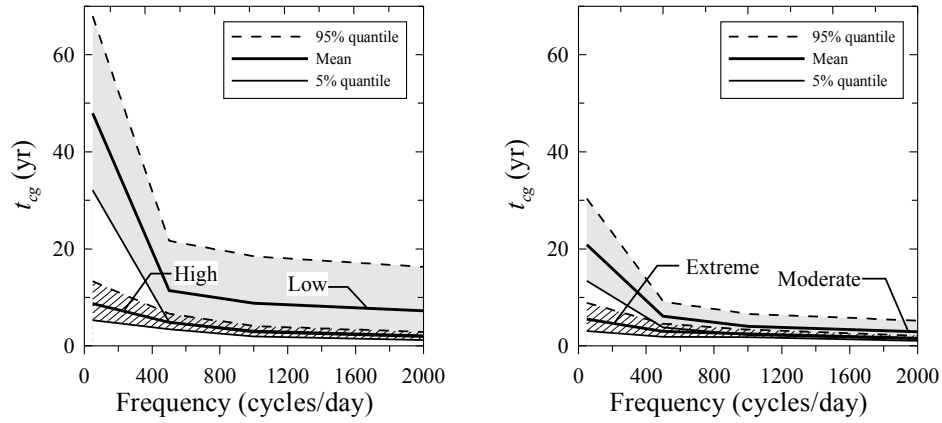 95% quantile
Mean
5% quantile
60
40
20
0
t_cg (yr)
High
Low
0 400 800 1200 1600 2000
Frequency (cycles/day)
95% quantile
Mean
5% quantile
60
40
20
0
t_cg (yr)
Extreme
Moderate
0 400 800 1200 1600 2000
Frequency (cycles/day)